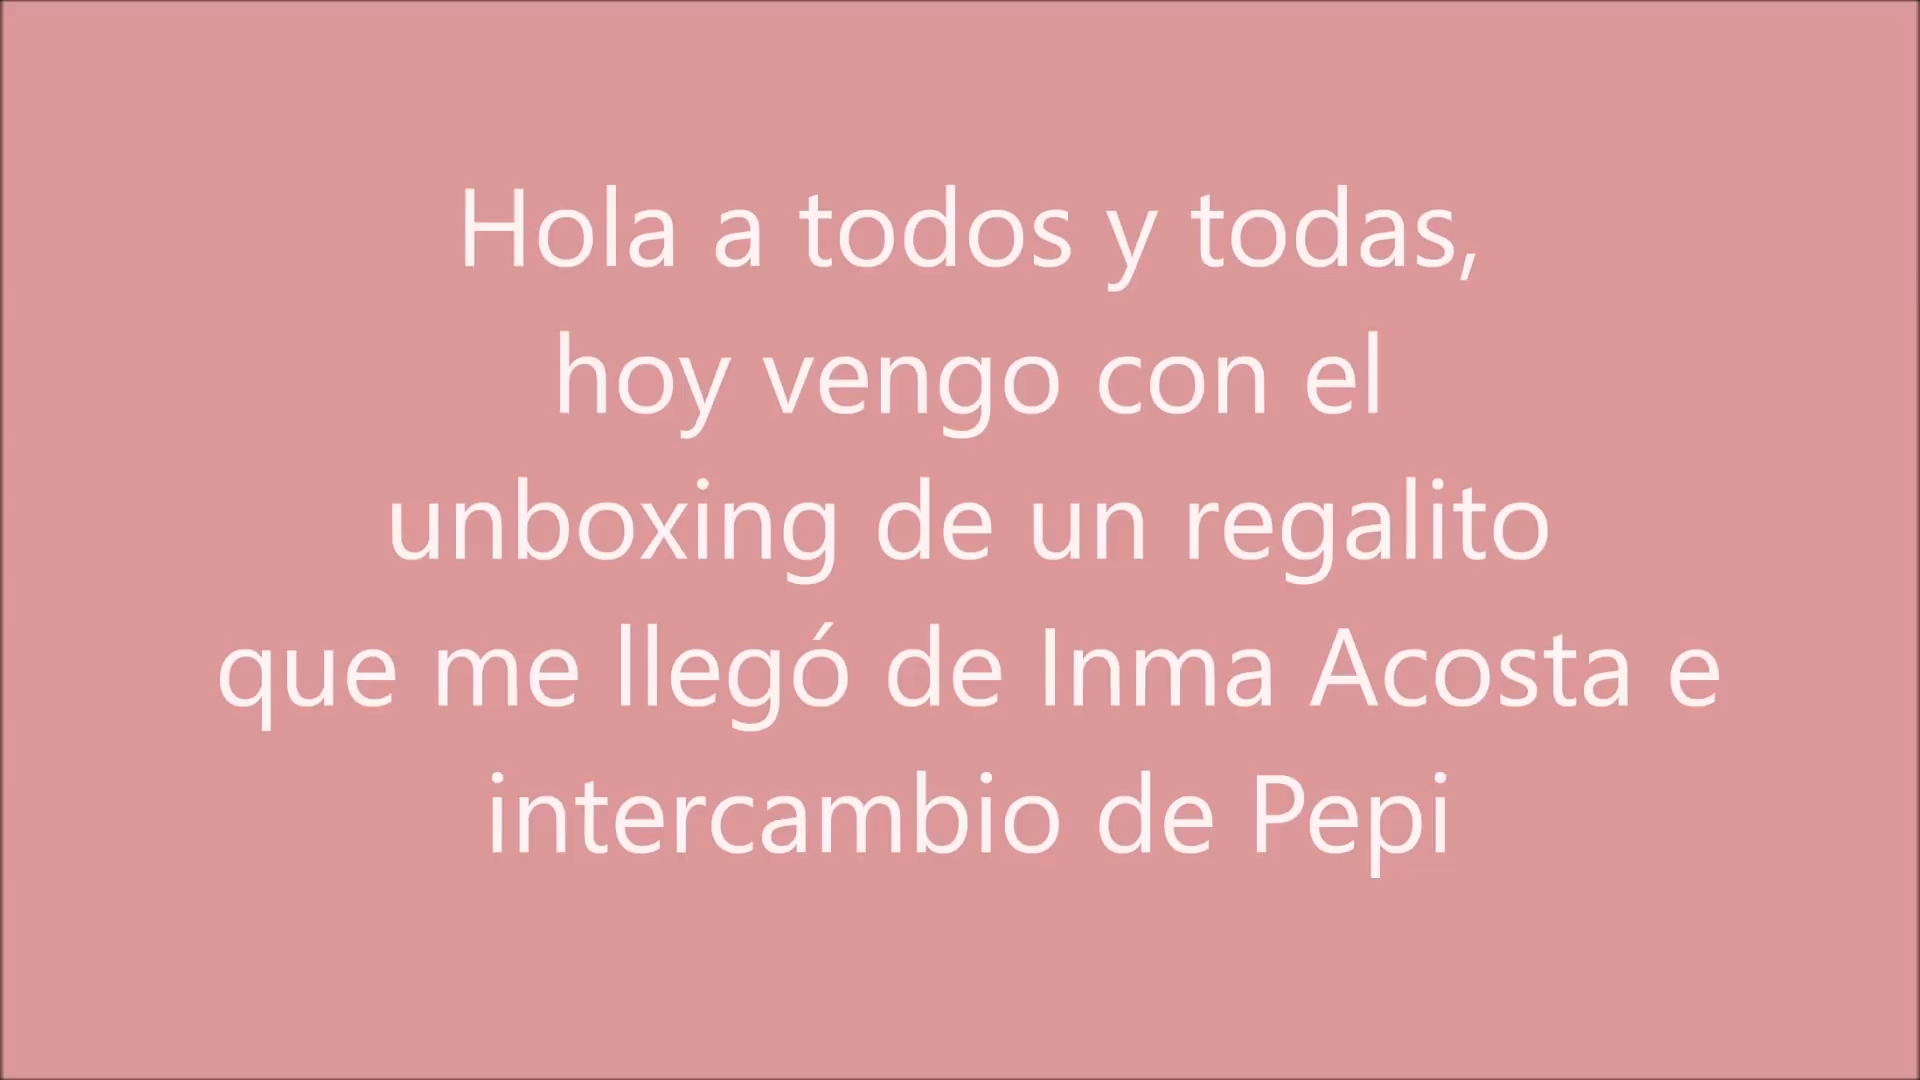 Hola a todos y todas,
hoy vengo con el
unboxing de un regalito
que me llegó de Inma Acosta e
intercambio de Pepi